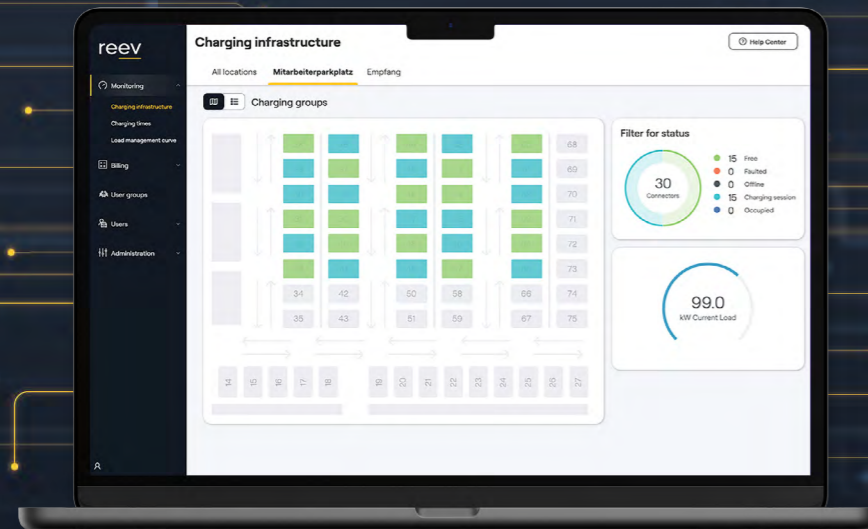 reev
Charging infrastructure
Help Center
All locations Mitarbeiterparkplatz Empfang
Monitoring
Charging infrastructure
Charging times
Load management curve
Billing
User groups
Users
Administration
Charging groups
68
69
70
71
72
73
34 42 50 58 66 74
35 43 51 59 67 75
14 15 16 17 18 19 20 21 22 23 24 25 26 27
Filter for status
30
Connectors
15 Free
0 Faulted
0 Offline
15 Charging session
0 Occupied
99.0
kW Current Load